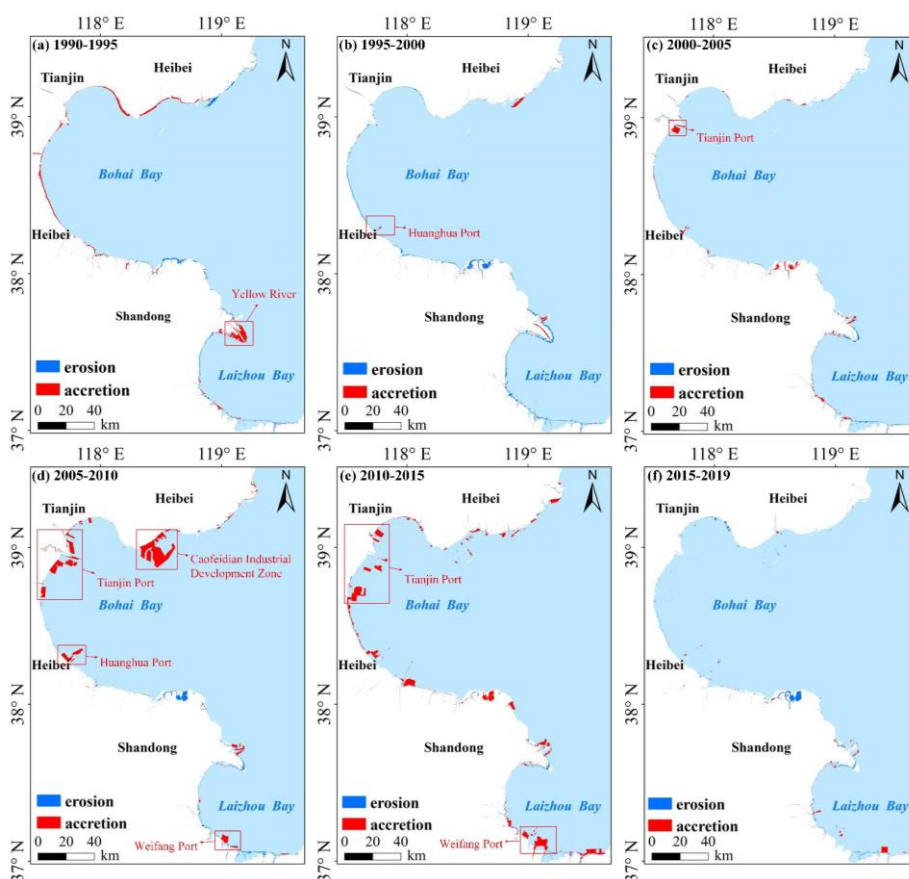 118° E 119° E
118° E 119° E
118° E 119° E
(a) 1990-1995
N
Heibei
Tianjin
39° N
Bohai Bay
Heibei
38° N
Yellow River
Shandong
erosion
accretion
Laizhou Bay
0 20 40
km
37° N
(b) 1995-2000
N
Heibei
Tianjin
39° N
Bohai Bay
Huanghua Port
Heibei
38° N
Shandong
erosion
accretion
Laizhou Bay
0 20 40
km
37° N
(c) 2000-2005
N
Heibei
Tianjin
39° N
Tianjin Port
Bohai Bay
Heibei
38° N
Shandong
erosion
accretion
Laizhou Bay
0 20 40
km
37° N
118° E 119° E
118° E 119° E
118° E 119° E
(d) 2005-2010
N
Heibei
Tianjin
39° N
Caofeidian Industrial
Development Zone
Tianjin Port
Bohai Bay
Huanghua Port
Heibei
38° N
Shandong
erosion
accretion
Laizhou Bay
0 20 40
km
Weifang Port
37° N
(e) 2010-2015
N
Heibei
Tianjin
39° N
Tianjin Port
Bohai Bay
Heibei
38° N
Shandong
erosion
accretion
Laizhou Bay
0 20 40
km
Weifang Port
37° N
(f) 2015-2019
N
Heibei
Tianjin
39° N
Bohai Bay
Heibei
38° N
Shandong
erosion
accretion
Laizhou Bay
0 20 40
km
37° N